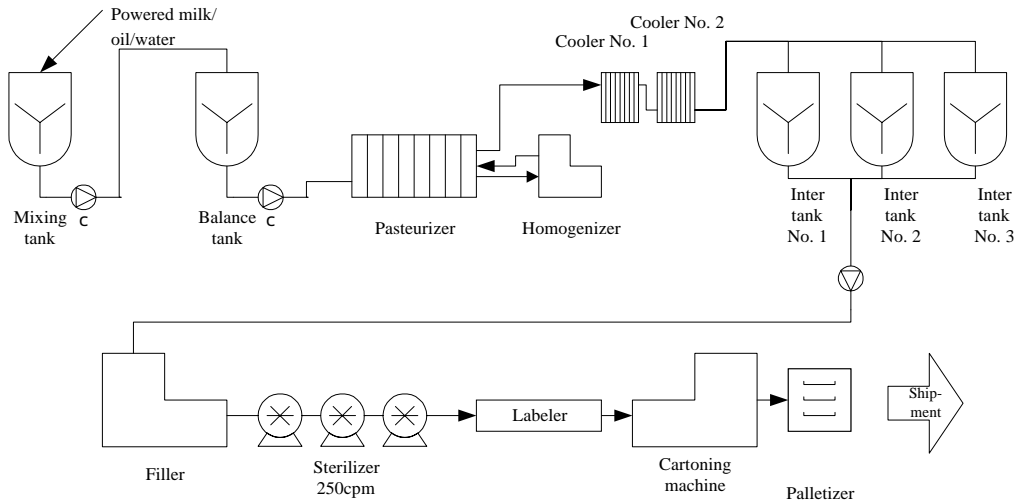 Powered milk/
oil/water
Cooler No. 2
Cooler No. 1
Mixing
tank
C
Balance
tank
C
Pasteurizer
Homogenizer
Inter
tank
No. 1
Inter
tank
No. 2
Inter
tank
No. 3
Filler
Sterilizer
250cpm
Labeler
Cartoning
machine
Palletizer
Ship-
ment